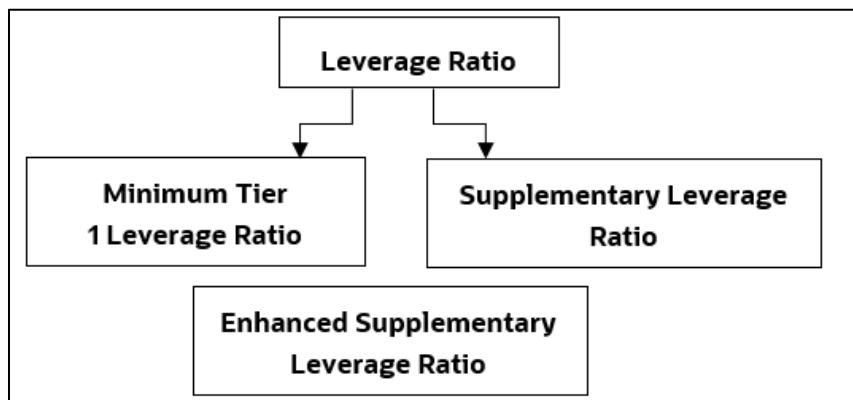 Leverage Ratio
Minimum Tier
1 Leverage Ratio
Supplementary Leverage
Ratio
Enhanced Supplementary
Leverage Ratio